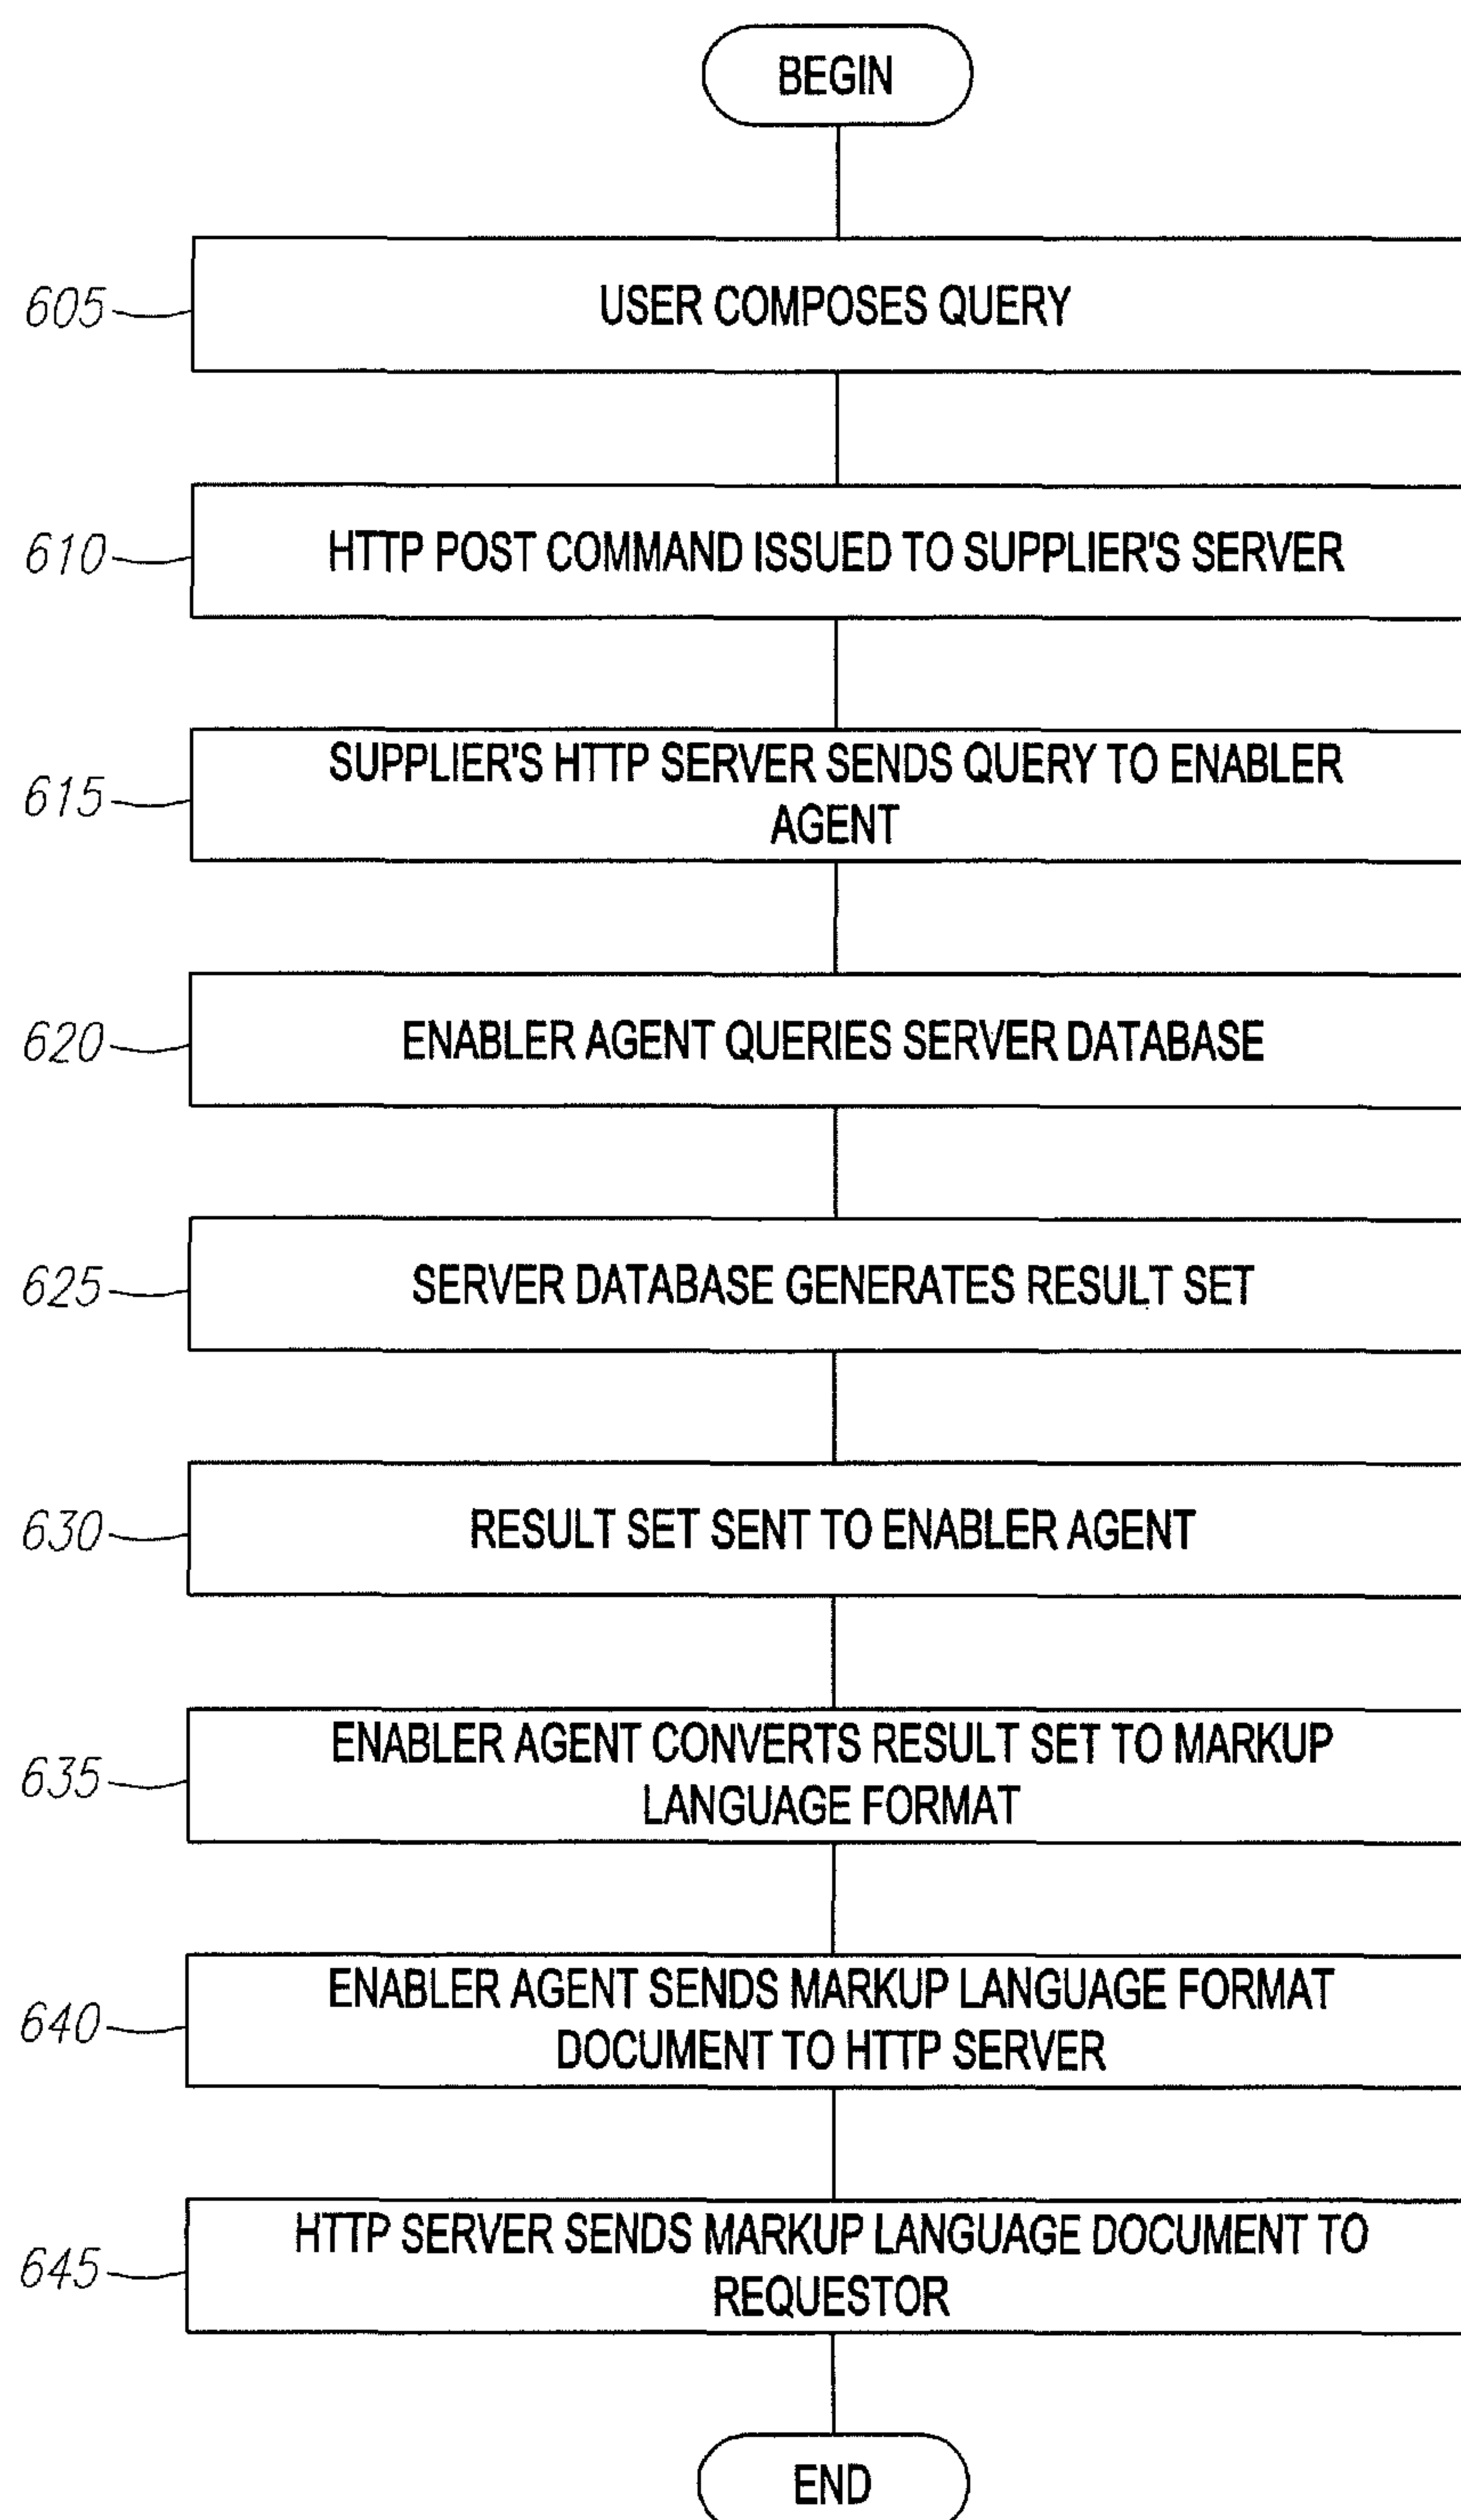 BEGIN
605
USER COMPOSES QUERY
610
HTTP POST COMMAND ISSUED TO SUPPLIER'S SERVER
615
SUPPLIER'S HTTP SERVER SENDS QUERY TO ENABLER
AGENT
620
ENABLER AGENT QUERIES SERVER DATABASE
625
SERVER DATABASE GENERATES RESULT SET
630
RESULT SET SENT TO ENABLER AGENT
635
ENABLER AGENT CONVERTS RESULT SET TO MARKUP
LANGUAGE FORMAT
640
ENABLER AGENT SENDS MARKUP LANGUAGE FORMAT
DOCUMENT TO HTTP SERVER
645
HTTP SERVER SENDS MARKUP LANGUAGE DOCUMENT TO
REQUESTOR
END